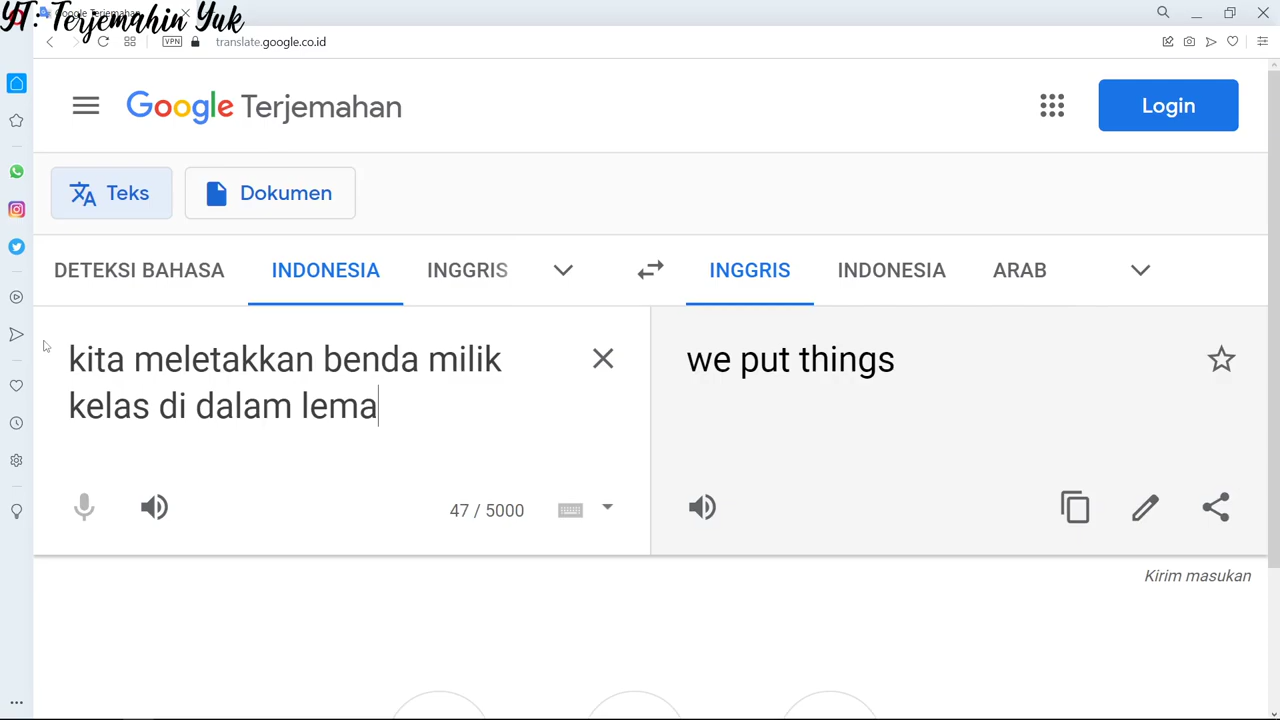 YT: Terjemahin Yuk
VPN translate.google.co.id
Google Terjemahan
Login
Teks
Dokumen
DETEKSI BAHASA INDONESIA INGGRIS
INGGRIS INDONESIA ARAB
kita meletakkan benda milik
kelas di dalam lema
we put things
47 / 5000
Kirim masukan